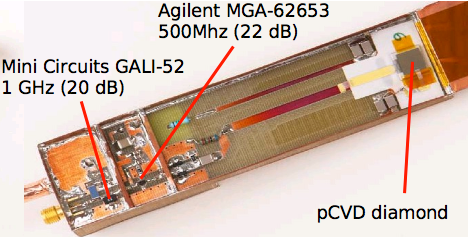 Agilent MGA-62653
500Mhz (22 dB)
Mini Circuits GALI-52
1 GHz (20 dB)
pCVD diamond